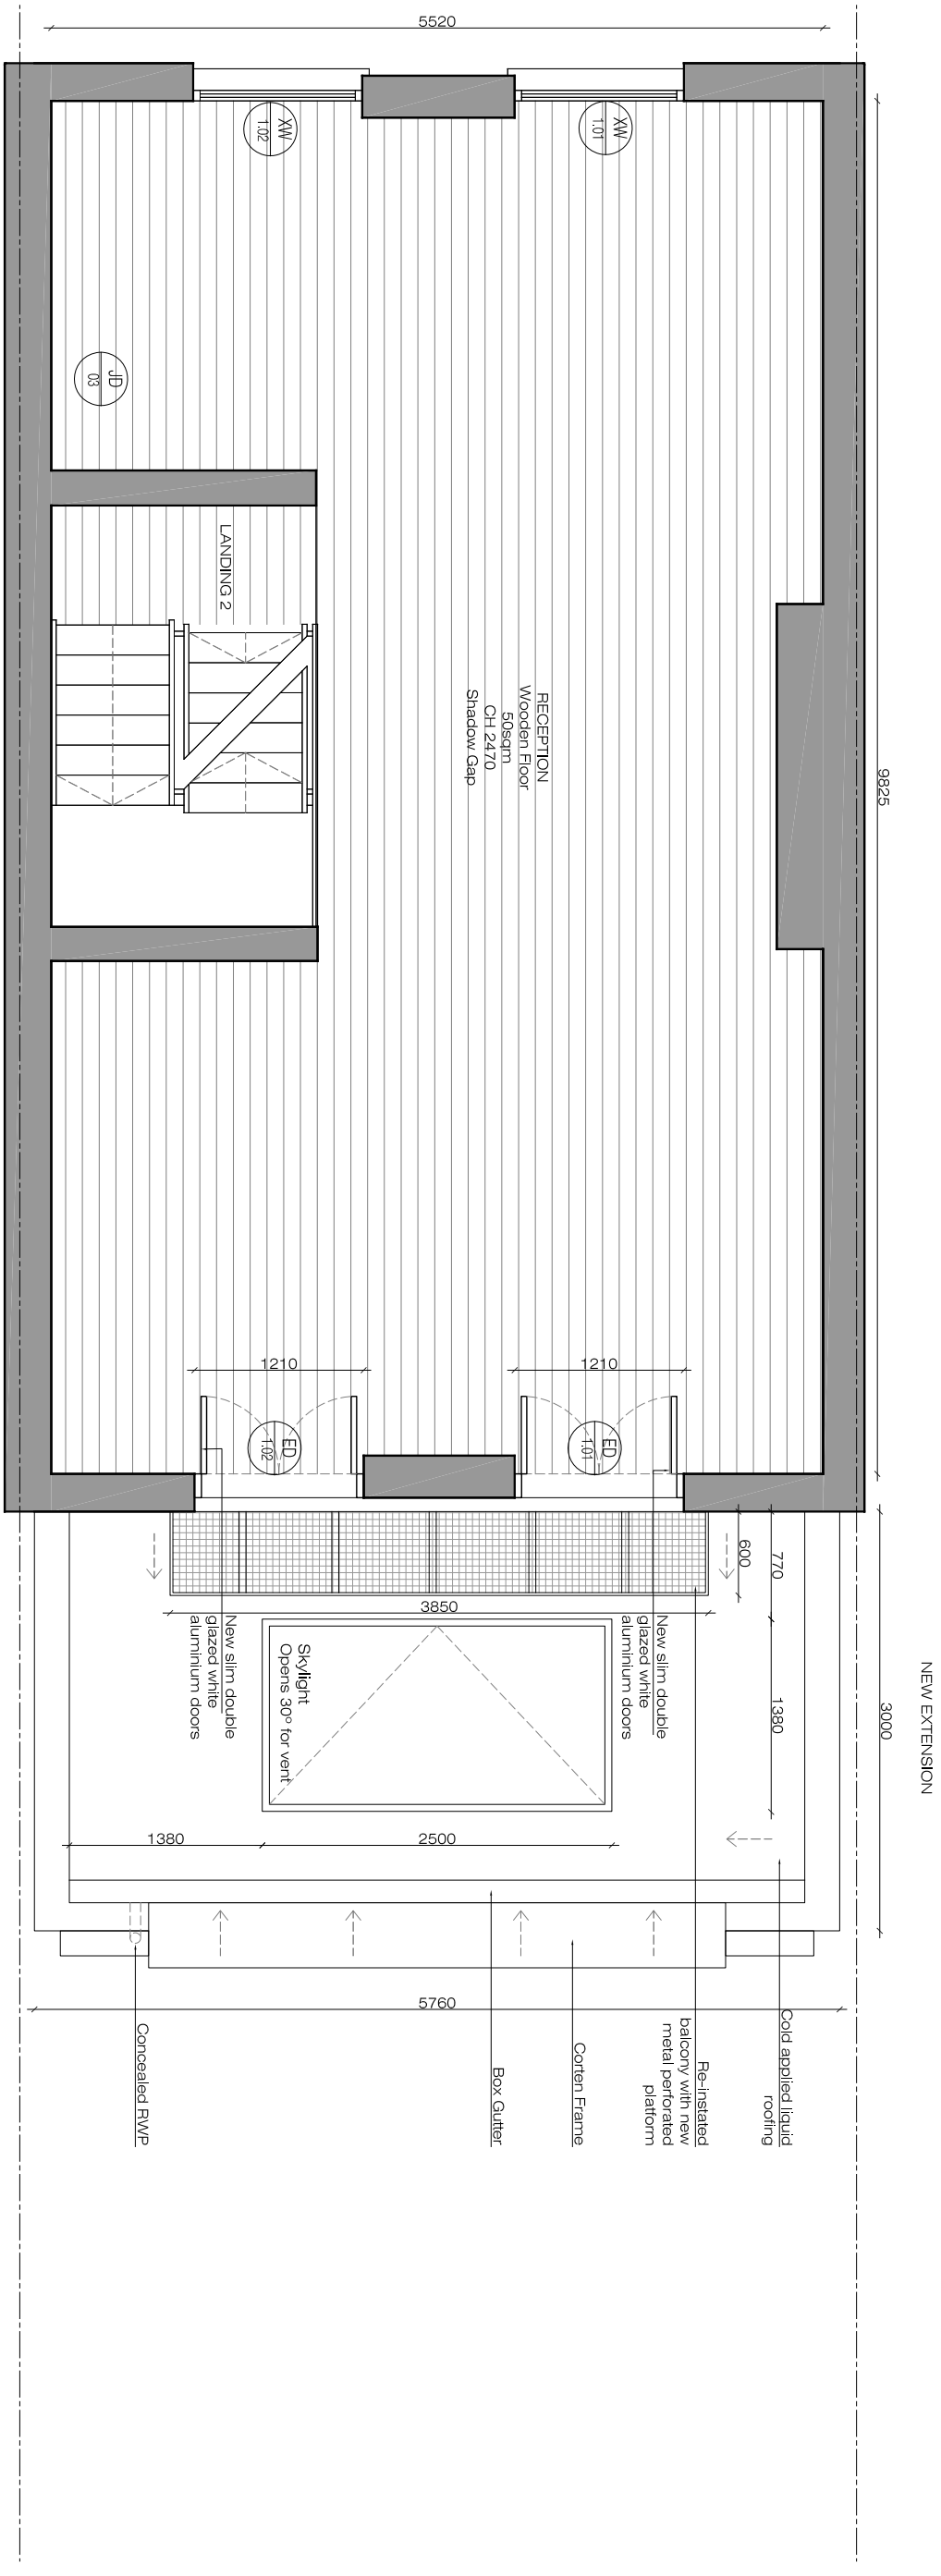 5520
XW
1.02
XW
1.01
JD
03
9825
LANDING 2
RECEPTION
Wooden Floor
50sqm
CH 2470
Shadow Gap
1210
1210
ED
1.02
ED
1.01
600
770
3850
1380
3000
NEW EXTENSION
New slim double
glazed white
aluminium doors
New slim double
glazed white
aluminium doors
Skylight
Opens 30º for vent
1380
2500
5760
Cold applied liquid
roofing
Re-instated
balcony with new
metal perforated
platform
Corten Frame
Box Gutter
Concealed RWP